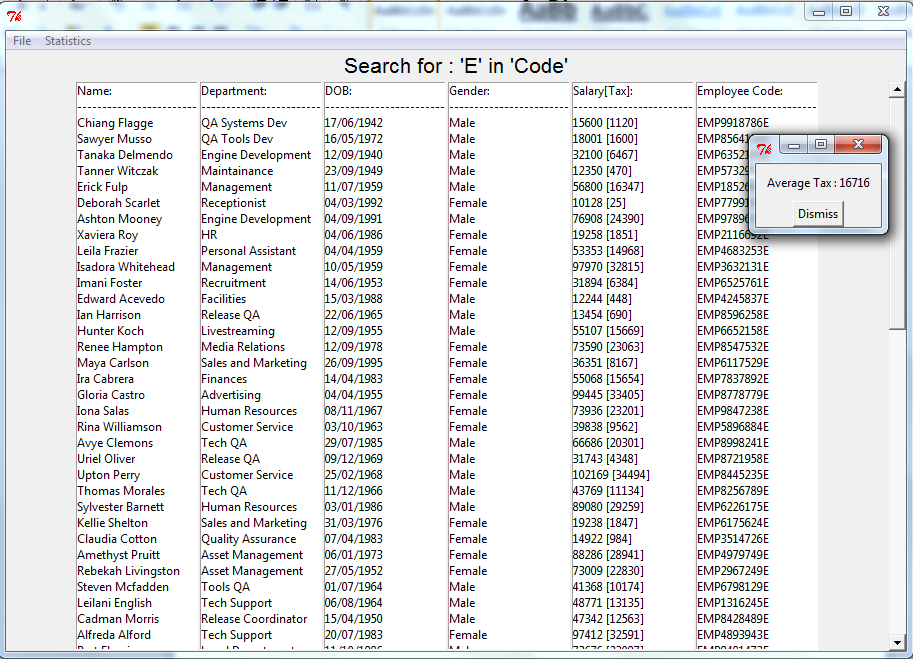 File Statistics
Search for : 'E' in 'Code'
Name: Department: DOB: Gender: Salary[Tax]: Employee Code:
Chiang Flagge QA Systems Dev 17/06/1942 Male 15600 [1120] EMP9918786E
Sawyer Musso QA Tools Dev 16/05/1972 Male 18001 [1600] EMP8564
Tanaka Delmendo Engine Development 12/09/1940 Male 32100 [6467] EMP6352
Tanner Witczak Maintainance 23/09/1949 Male 12350 [470] EMP5732
Erick Fulp Management 11/07/1959 Male 56800 [16347] EMP1852
Deborah Scarlet Receptionist 04/03/1992 Female 10128 [25] EMP7799
Ashton Mooney Engine Development 04/09/1991 Male 76908 [24390] EMP9789
Xaviera Roy HR 04/06/1986 Female 19258 [1851] EMP2116692E
Leila Frazier Personal Assistant 04/04/1959 Female 53353 [14968] EMP4683253E
Isadora Whitehead Management 10/05/1959 Female 97970 [32815] EMP3632131E
Imani Foster Recruitment 14/06/1953 Female 31894 [6384] EMP6525761E
Edward Acevedo Facilities 15/03/1988 Male 12244 [448] EMP4245837E
Ian Harrison Release QA 22/06/1965 Male 13454 [690] EMP8596258E
Hunter Koch Livestreaming 12/09/1955 Male 55107 [15669] EMP6652158E
Renee Hampton Media Relations 12/09/1978 Female 73590 [23063] EMP8547532E
Maya Carlson Sales and Marketing 26/09/1995 Female 36351 [8167] EMP6117529E
Ira Cabrera Finances 14/04/1983 Female 55068 [15654] EMP7837892E
Gloria Castro Advertising 04/04/1955 Female 99445 [33405] EMP8778779E
Iona Salas Human Resources 08/11/1967 Female 73936 [23201] EMP9847238E
Rina Williamson Customer Service 03/10/1963 Female 39838 [9562] EMP5896884E
Avye Clemons Tech QA 29/07/1985 Male 66686 [20301] EMP8998241E
Uriel Oliver Release QA 09/12/1969 Male 31743 [4348] EMP8721958E
Upton Perry Customer Service 25/02/1968 Male 102169 [34494] EMP8445235E
Thomas Morales Tech QA 11/12/1966 Male 43769 [11134] EMP8256789E
Sylvester Barnett Human Resources 03/01/1986 Male 89080 [29259] EMP6226175E
Kellie Shelton Sales and Marketing 31/03/1976 Female 19238 [1847] EMP6175624E
Claudia Cotton Quality Assurance 07/04/1983 Female 14922 [984] EMP3514726E
Amethyst Pruitt Asset Management 06/01/1973 Female 88286 [28941] EMP4979749E
Rebekah Livingston Asset Management 27/05/1952 Female 73009 [22830] EMP2967249E
Steven Mcfadden Tools QA 01/07/1964 Male 41368 [10174] EMP6798129E
Leilani English Tech Support 06/08/1964 Male 48771 [13135] EMP1316245E
Cadman Morris Release Coordinator 15/04/1950 Male 47342 [12563] EMP8428489E
Alfreda Alford Tech Support 20/07/1983 Female 97412 [32591] EMP4893943E
Average Tax : 16716
Dismiss